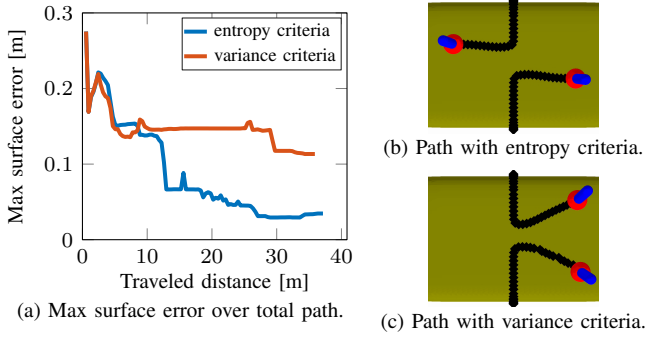 0.3
0.2
0.1
0
0
10
20
30
40
Max surface error [m]
Traveled distance [m]
entropy criteria
variance criteria
(a) Max surface error over total path.
(b) Path with entropy criteria.
(c) Path with variance criteria.